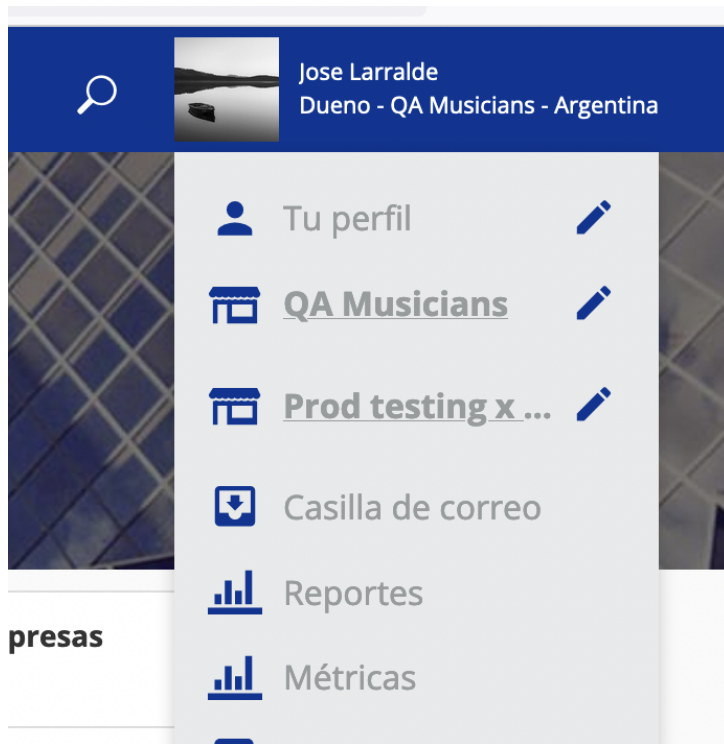 Jose Larralde
Dueno - QA Musicians - Argentina
Tu perfil
QA Musicians
Prod testing x ...
Casilla de correo
Reportes
Métricas
presas